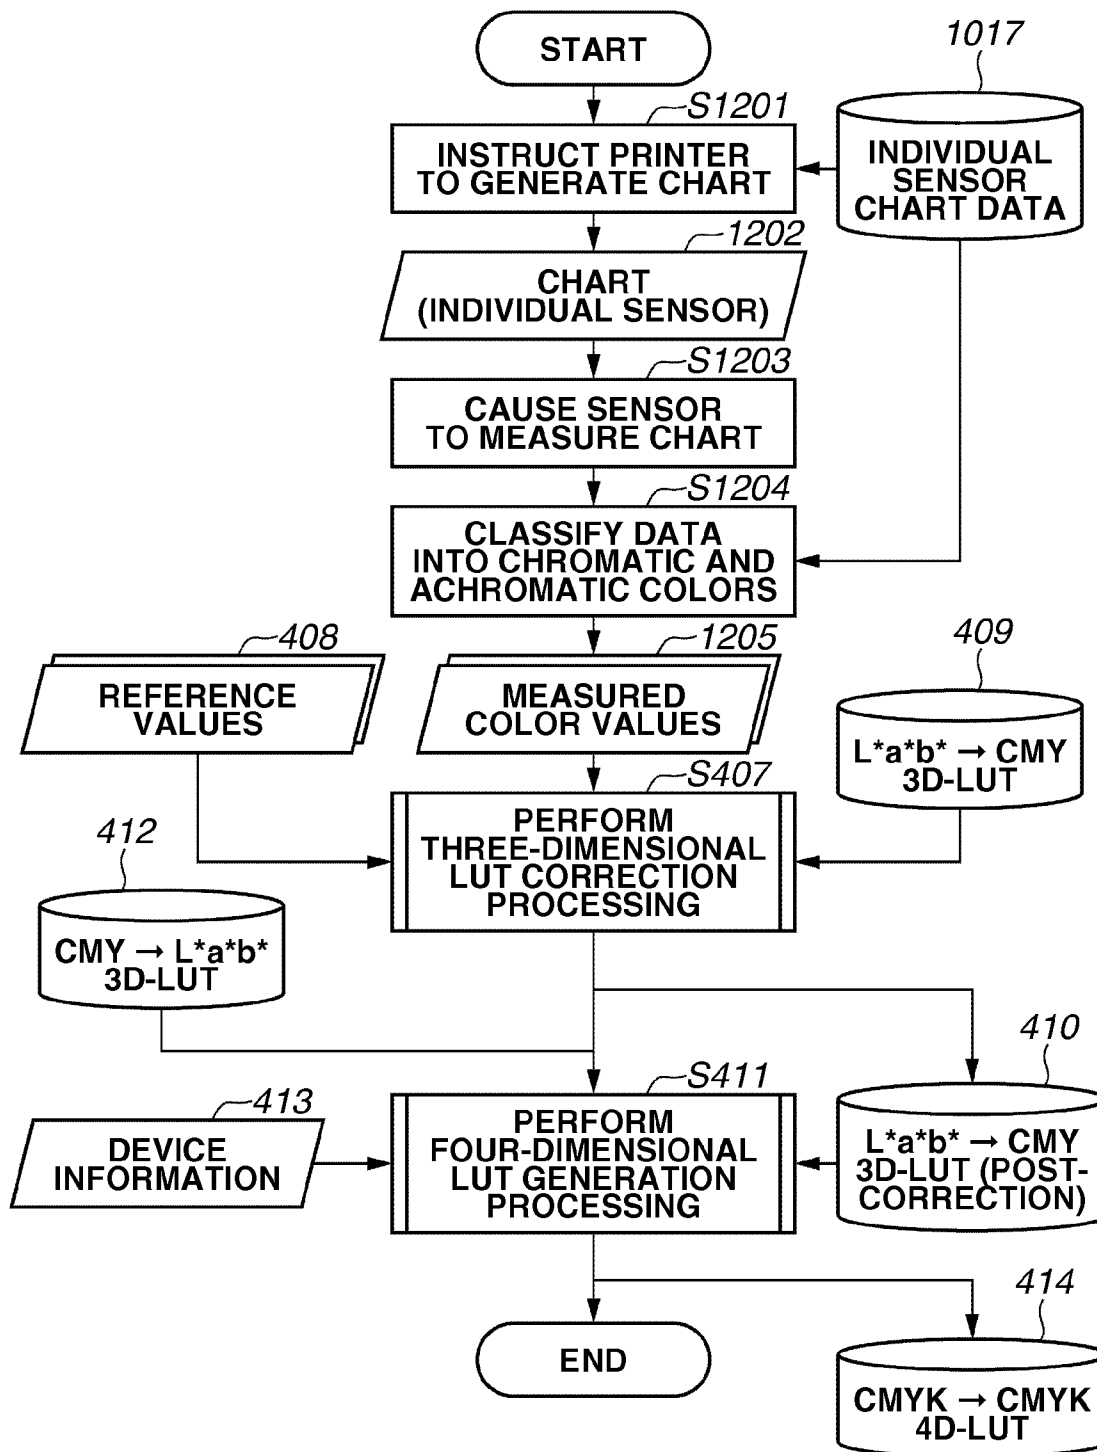 START
1017
S1201
INSTRUCT PRINTER
TO GENERATE CHART
INDIVIDUAL
SENSOR
CHART DATA
1202
CHART
(INDIVIDUAL SENSOR)
S1203
CAUSE SENSOR
TO MEASURE CHART
S1204
CLASSIFY DATA
INTO CHROMATIC AND
ACHROMATIC COLORS
408
REFERENCE
VALUES
1205
MEASURED
COLOR VALUES
409
L*a*b* → CMY
3D-LUT
S407
PERFORM
THREE-DIMENSIONAL
LUT CORRECTION
PROCESSING
412
CMY → L*a*b*
3D-LUT
410
L*a*b* → CMY
3D-LUT (POST-
CORRECTION)
S411
PERFORM
FOUR-DIMENSIONAL
LUT GENERATION
PROCESSING
413
DEVICE
INFORMATION
414
CMYK → CMYK
4D-LUT
END